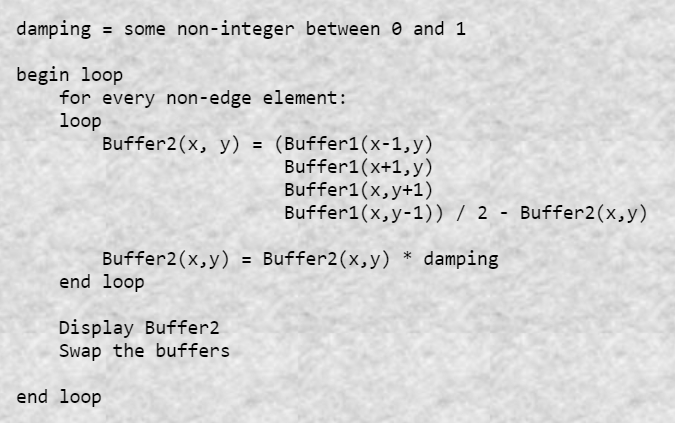 damping = some non-integer between 0 and 1
begin loop
    for every non-edge element:
    loop
        Buffer2(x, y) = (Buffer1(x-1,y)
                         Buffer1(x+1,y)
                         Buffer1(x,y+1)
                         Buffer1(x,y-1)) / 2 - Buffer2(x,y)
        Buffer2(x,y) = Buffer2(x,y) * damping
    end loop
    Display Buffer2
    Swap the buffers
end loop